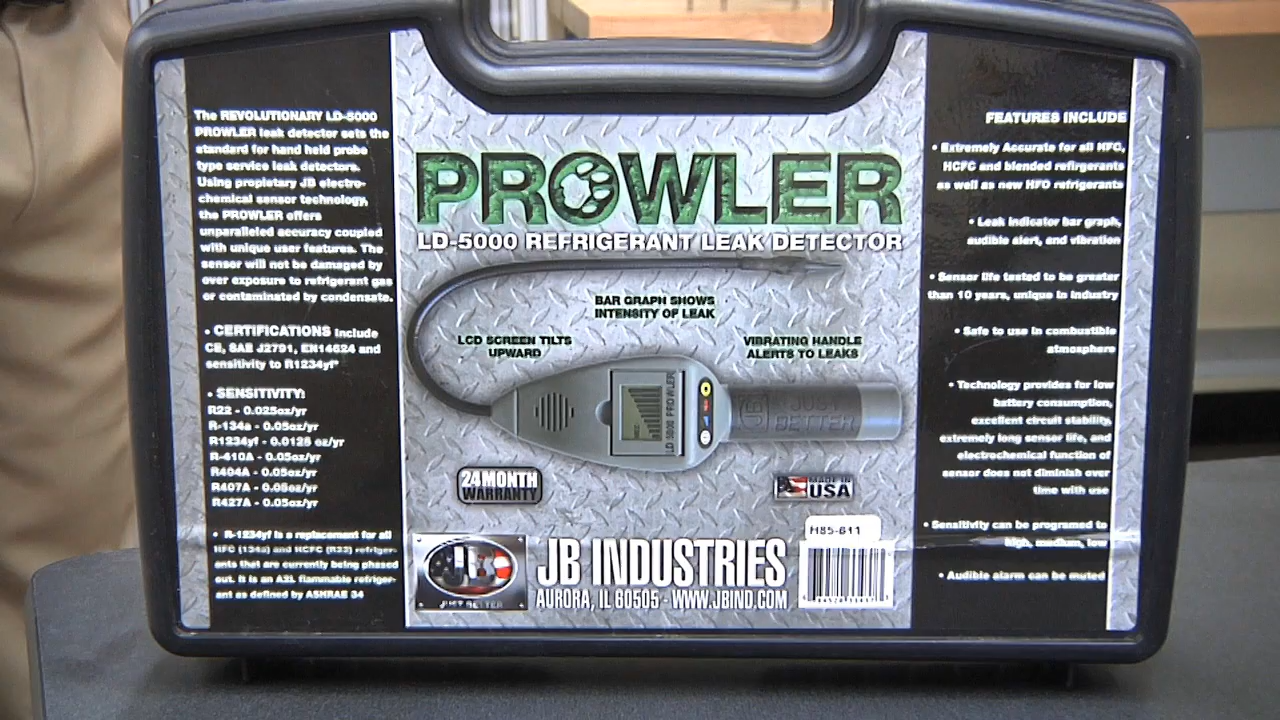 The REVOLUTIONARY LD-5000
PROWLER leak detector sets the
standard for hand held probe
type service leak detectors.
Using propietary JB electro-
chemical sensor technology,
the PROWLER offers
unparalleled accuracy coupled
with unique user features. The
sensor will not be damaged by
over exposure to refrigerant gas
or contaminated by condensate.
• CERTIFICATIONS include
CE, SAE J2791, EN14624 and
sensitivity to R1234yf*
• SENSITIVITY:
R22 - 0.025oz/yr
R-134a - 0.05oz/yr
R1234yf - 0.0125 oz/yr
R-410A - 0.05oz/yr
R404A - 0.05oz/yr
R407A - 0.05oz/yr
R427A - 0.05oz/yr
• R-1234yf is a replacement for all
HFC (134a) and HCFC (R22) refriger-
ants that are currently being phased
out. It is an A2L flammable refriger-
ant as defined by ASHRAE 34
PROWLER
LD-5000 REFRIGERANT LEAK DETECTOR
BAR GRAPH SHOWS
INTENSITY OF LEAK
LCD SCREEN TILTS
UPWARD
VIBRATING HANDLE
ALERTS TO LEAKS
LD-5000 PROWLER
JB JUST
BETTER
24 MONTH
WARRANTY
MADE IN
USA
H85-611
JUST BETTER
JB INDUSTRIES
AURORA, IL 60505 - WWW.JBIND.COM
FEATURES INCLUDE
• Extremely Accurate for all HFC,
HCFC and blended refirgerants
as well as new HFO refrigerants
• Leak indicator bar graph,
audible alert, and vibration
• Sensor life tested to be greater
than 10 years, unique in industry
• Safe to use in combustible
atmosphere
• Technology provides for low
battery consumption,
excellent circuit stability,
extremely long sensor life, and
electrochemical function of
sensor does not diminish over
time with use
• Sensitivity can be programed to
high, medium, low
• Audible alarm can be muted